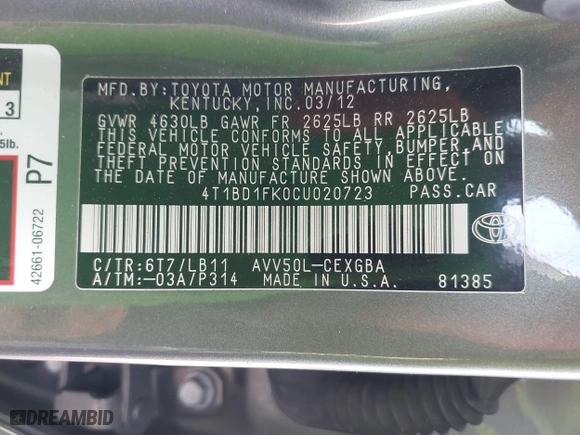 NT
3
5lb.
P7
42661-06722
MFD.BY:TOYOTA MOTOR MANUFACTURING,
KENTUCKY,INC.03/12
GVWR 4630LB GAWR FR 2625LB RR 2625LB
THIS VEHICLE CONFORMS TO ALL APPLICABLE
FEDERAL MOTOR VEHICLE SAFETY,BUMPER,AND
THEFT PREVENTION STANDARDS IN EFFECT ON
THE DATE OF MANUFACTURE SHOWN ABOVE.
4T1BD1FK0CU020723 PASS.CAR
C/TR:6T7/LB11 AVV50L-CEXGBA
A/TM:-03A/P314 MADE IN U.S.A. 81385
DREAMBID